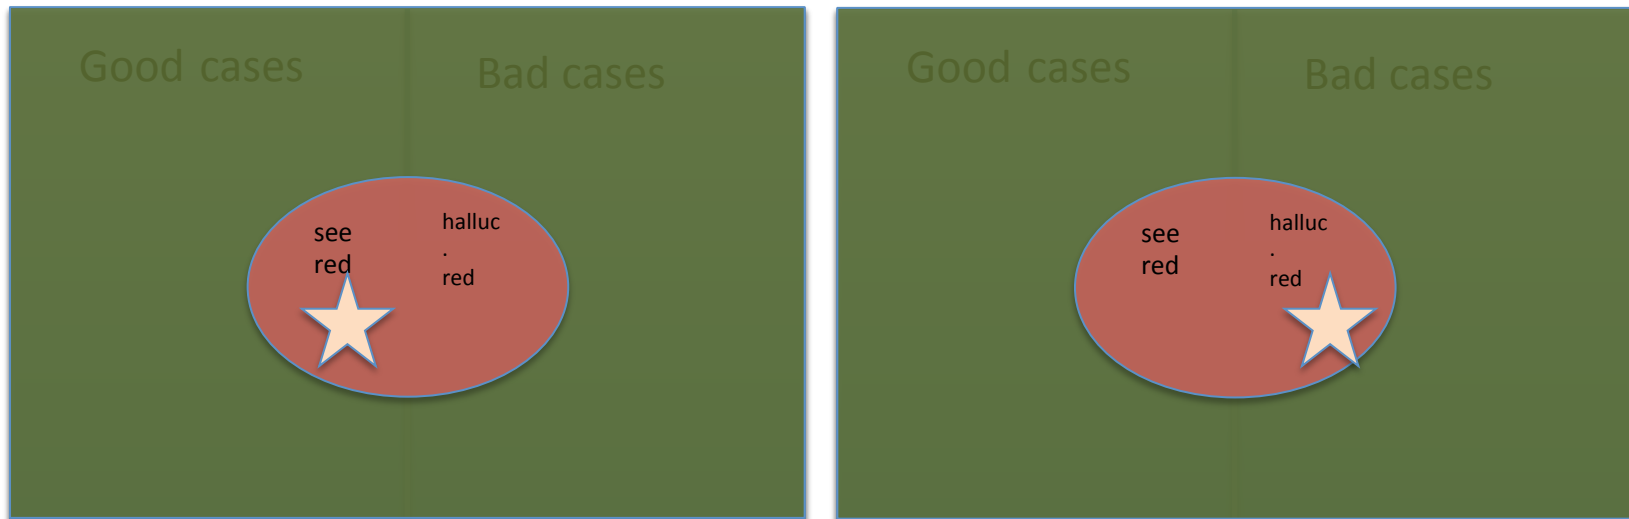 Good cases
Bad cases
see
red
halluc
.
red
Good cases
Bad cases
see
red
halluc
.
red